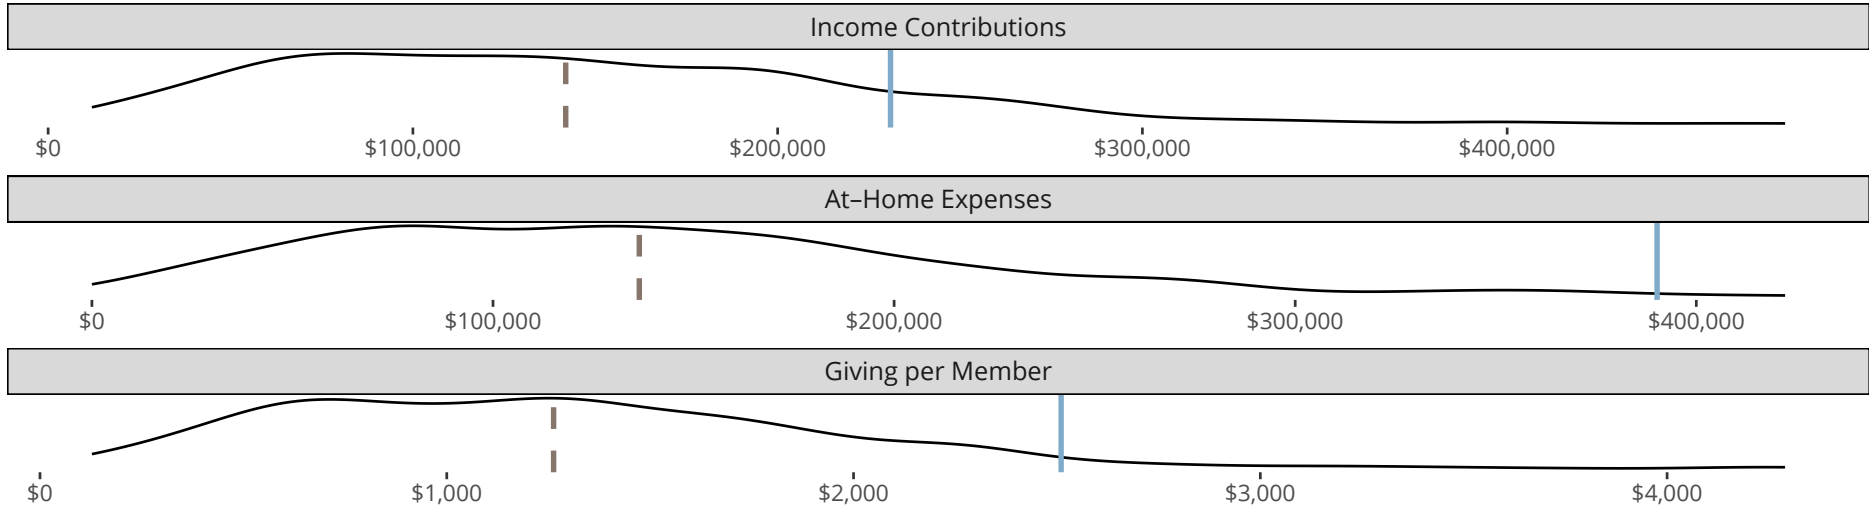 Income Contributions
$0 $100,000 $200,000 $300,000 $400,000
At–Home Expenses
$0 $100,000 $200,000 $300,000 $400,000
Giving per Member
$0 $1,000 $2,000 $3,000 $4,000